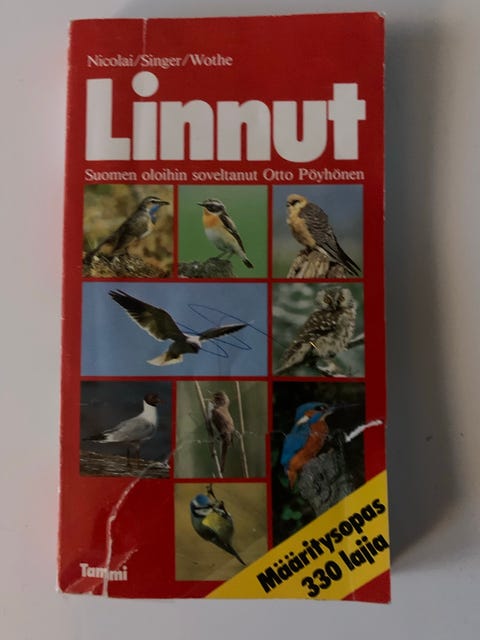 Nicolai/Singer/Wothe
Linnut
Suomen oloihin soveltanut Otto Pöyhönen
Määritysopas
330 lajia
Tammi